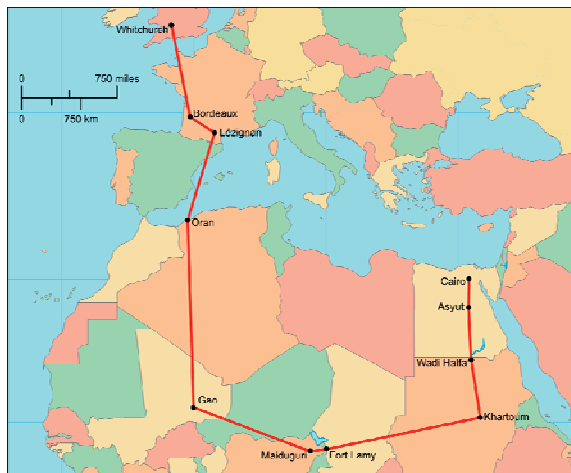 Whitchurch
0 750 miles
0 750 km
Bordeaux
Lézignan
Oran
Cairo
Asyut
Wadi Halfa
Gao
Khartoum
Maiduguri
Fort Lamy